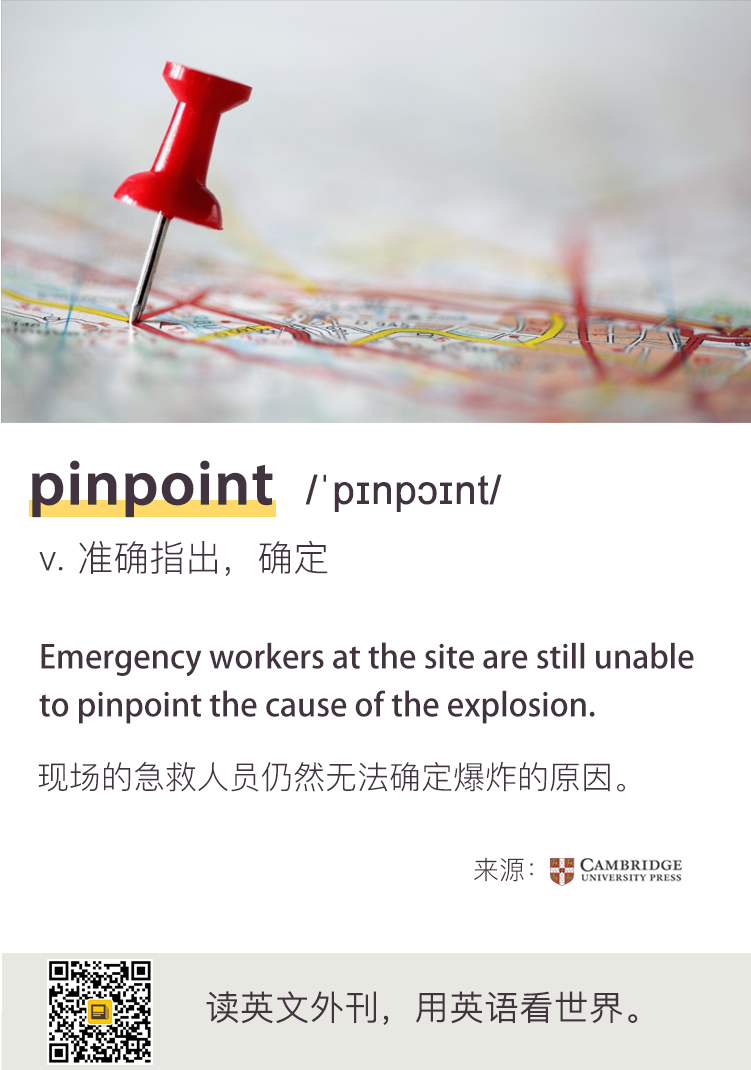 pinpoint /ˈpɪnpɔɪnt/
v. 准确指出，确定
Emergency workers at the site are still unable
to pinpoint the cause of the explosion.
现场的急救人员仍然无法确定爆炸的原因。
来源：CAMBRIDGE
UNIVERSITY PRESS
读英文外刊，用英语看世界。